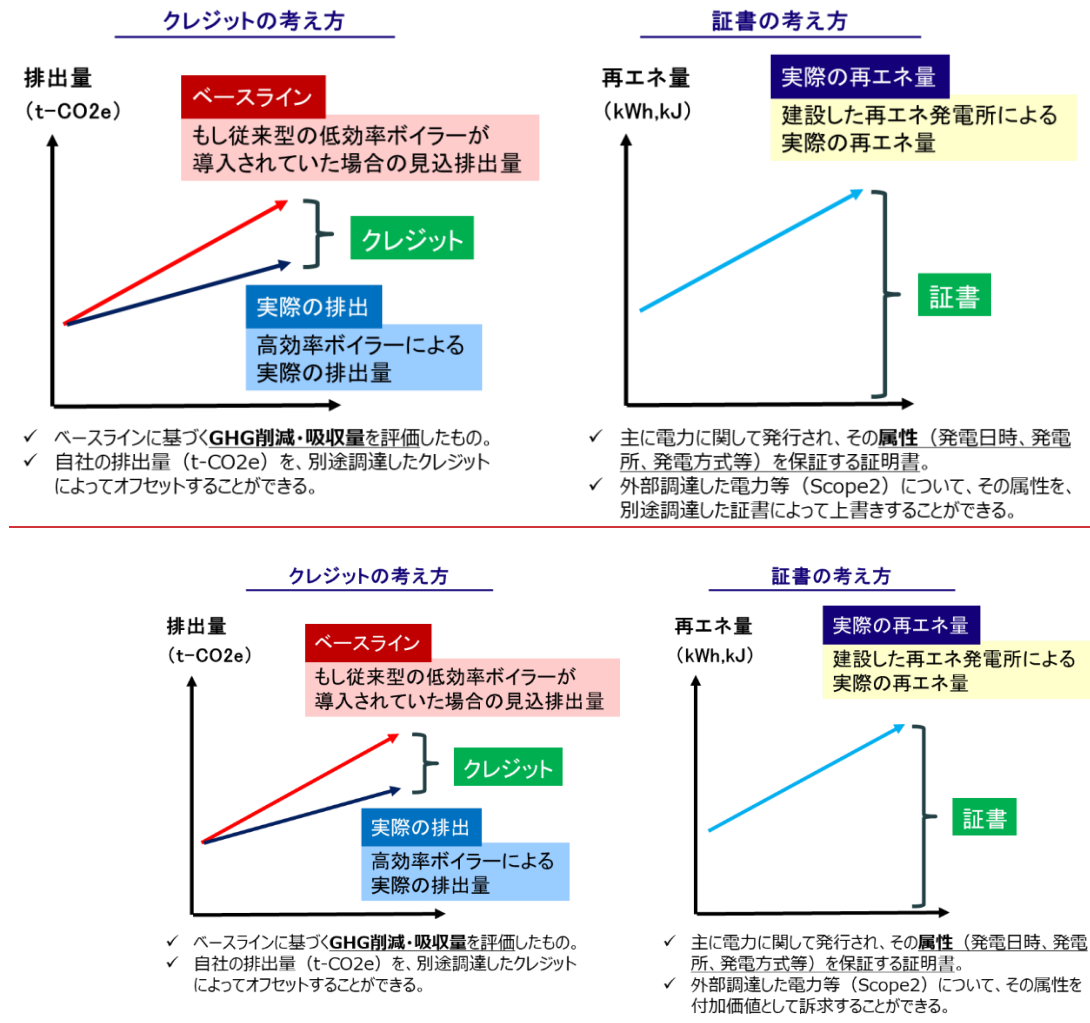 クレジットの考え方
排出量
(t-CO2e)
ベースライン
もし従来型の低効率ボイラーが
導入されていた場合の見込排出量
クレジット
実際の排出
高効率ボイラーによる
実際の排出量
✓ ベースラインに基づくGHG削減・吸収量を評価したもの。
✓ 自社の排出量（t-CO2e）を、別途調達したクレジット
によってオフセットすることができる。
証書の考え方
再エネ量
(kWh,kJ)
実際の再エネ量
建設した再エネ発電所による
実際の再エネ量
証書
✓ 主に電力に関して発行され、その属性（発電日時、発電
所、発電方式等）を保証する証明書。
✓ 外部調達した電力等（Scope2）について、その属性を、
別途調達した証書によって上書きすることができる。
クレジットの考え方
排出量
(t-CO2e)
ベースライン
もし従来型の低効率ボイラーが
導入されていた場合の見込排出量
クレジット
実際の排出
高効率ボイラーによる
実際の排出量
✓ ベースラインに基づくGHG削減・吸収量を評価したもの。
✓ 自社の排出量（t-CO2e）を、別途調達したクレジット
によってオフセットすることができる。
証書の考え方
再エネ量
(kWh,kJ)
実際の再エネ量
建設した再エネ発電所による
実際の再エネ量
証書
✓ 主に電力に関して発行され、その属性（発電日時、発電
所、発電方式等）を保証する証明書。
✓ 外部調達した電力等（Scope2）について、その属性を
付加価値として訴求することができる。